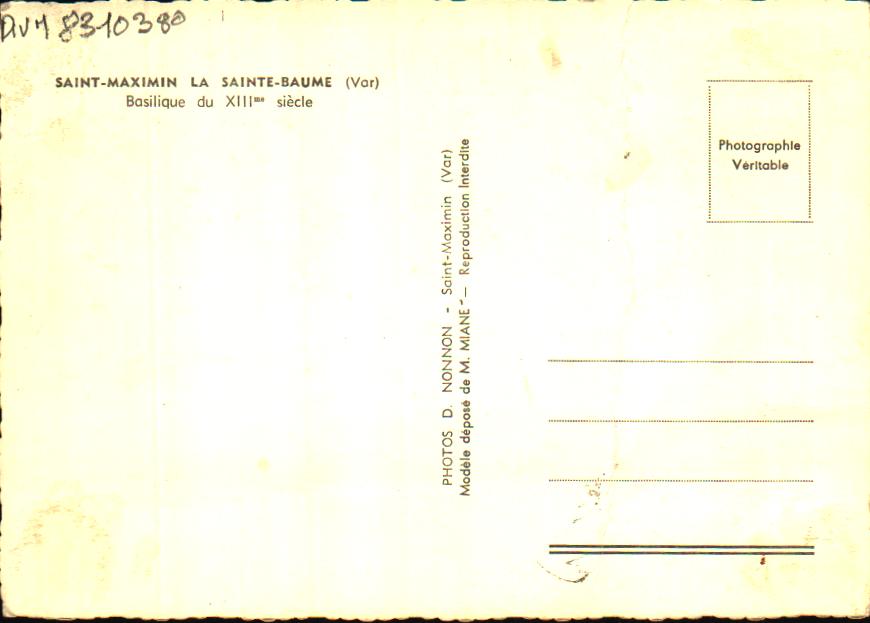 8310380
SAINT-MAXIMIN LA SAINTE-BAUME (Var)
Basilique du XIIIme siècle
PHOTOS D. NONNON - Saint-Maximin (Var)
Modèle déposé de M. MIANE - Reproduction Interdite
Photographie
Véritable